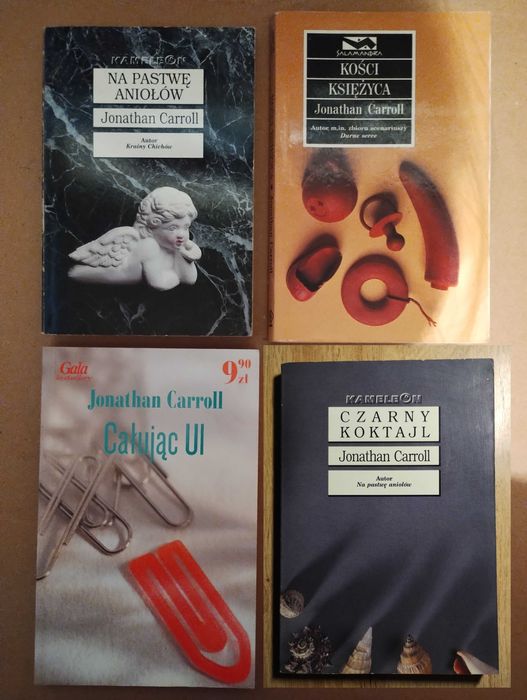 KAMELEON
NA PASTWĘ
ANIOŁÓW
Jonathan Carroll
Autor
Krainy Chichów
SALAMANDRA
KOŚCI
KSIĘŻYCA
Jonathan Carroll
Autor m.in. zbioru scenariuszy
Durne serce
Gala
9,90
zł
Jonathan Carroll
Całując Ul
KAMELEON
CZARNY
KOKTAJL
Jonathan Carroll
Autor
Na pastwę aniołów